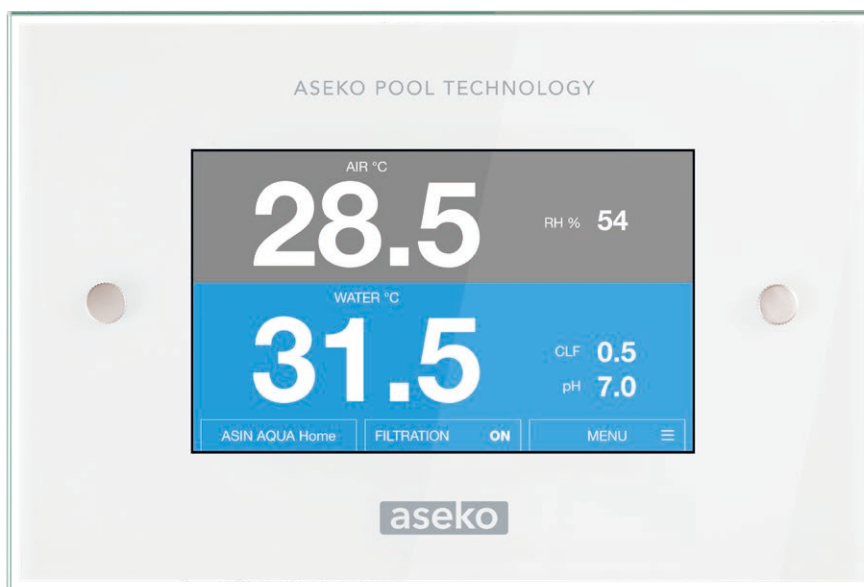 ASEKO POOL TECHNOLOGY
AIR °C
28.5
RH % 54
WATER °C
31.5
CLF 0.5
pH 7.0
ASIN AQUA Home FILTRATION ON MENU
aseko